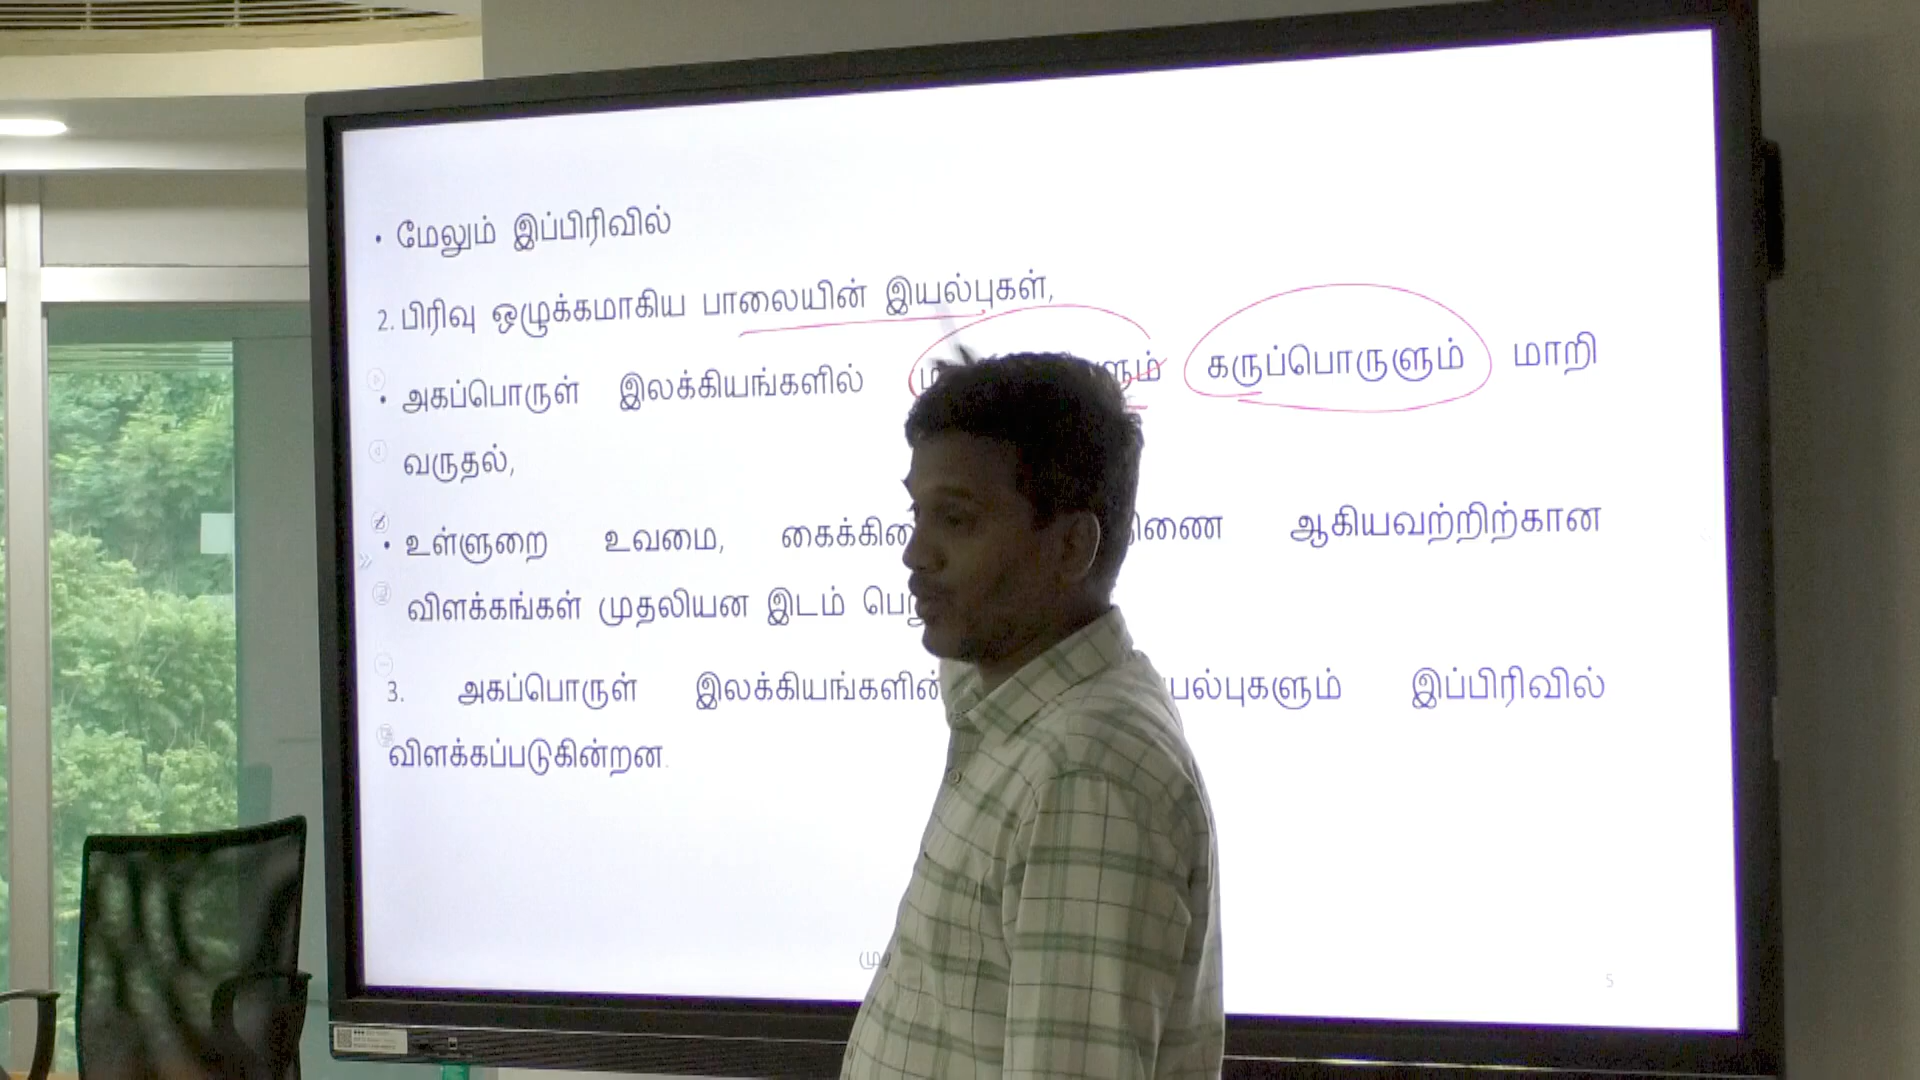 • மேலும் இப்பிரிவில்
2. பிரிவு ஒழுக்கமாகிய பாலையின் இயல்புகள்,
• அகப்பொருள் இலக்கியங்களில் கருப்பொருளும் மாறி
வருதல்,
• உள்ளுறை உவமை, ஆகியவற்றிற்கான
விளக்கங்கள் முதலியன இடம்
3. அகப்பொருள் இலக்கியங்களின் இப்பிரிவில்
விளக்கப்படுகின்றன.
5